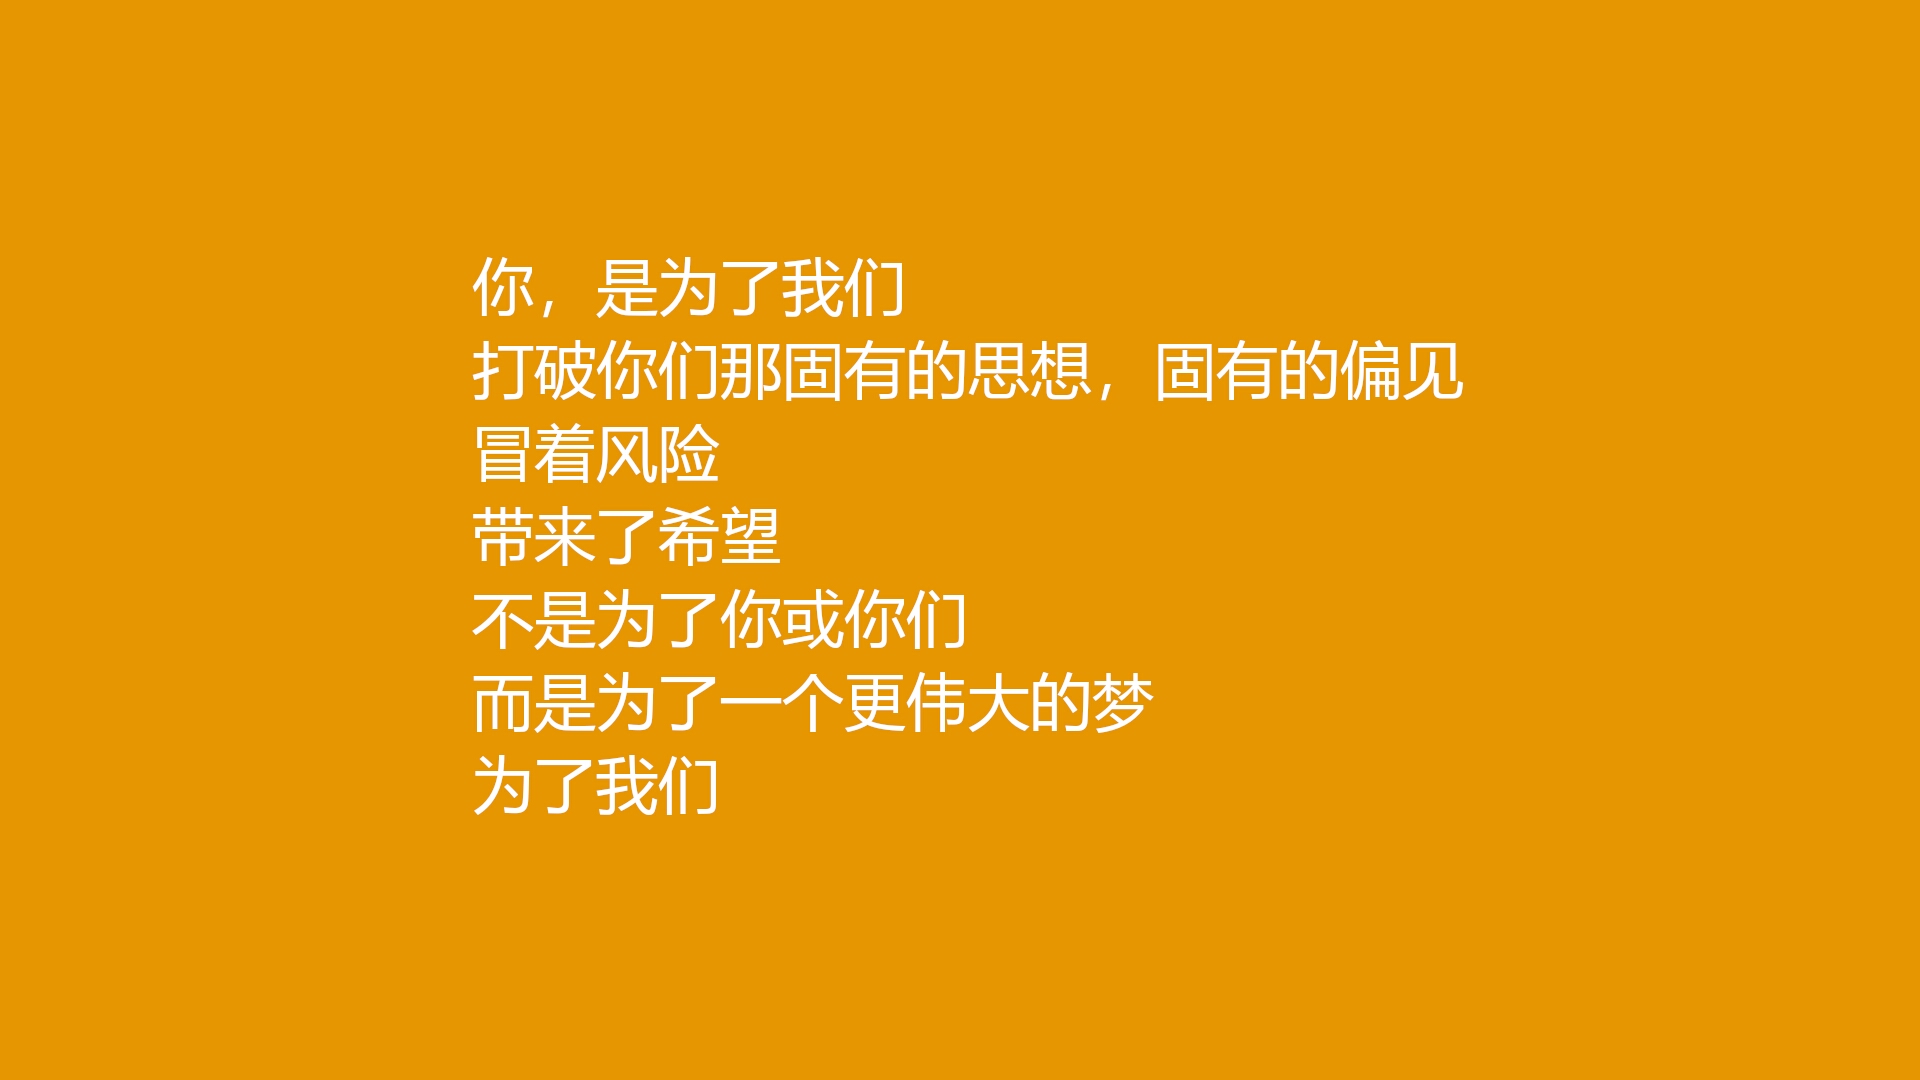 你，是为了我们
打破你们那固有的思想，固有的偏见
冒着风险
带来了希望
不是为了你或你们
而是为了一个更伟大的梦
为了我们